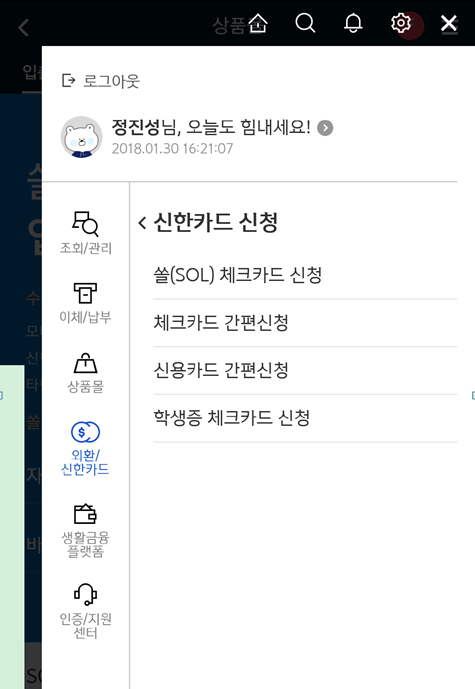 상품몰
입출
로그아웃
정진성님, 오늘도 힘내세요!
2018.01.30 16:21:07
조회/관리
이체/납부
상품몰
외환/
신한카드
생활금융
플랫폼
인증/지원
센터
신한카드 신청
쏠(SOL) 체크카드 신청
체크카드 간편신청
신용카드 간편신청
학생증 체크카드 신청